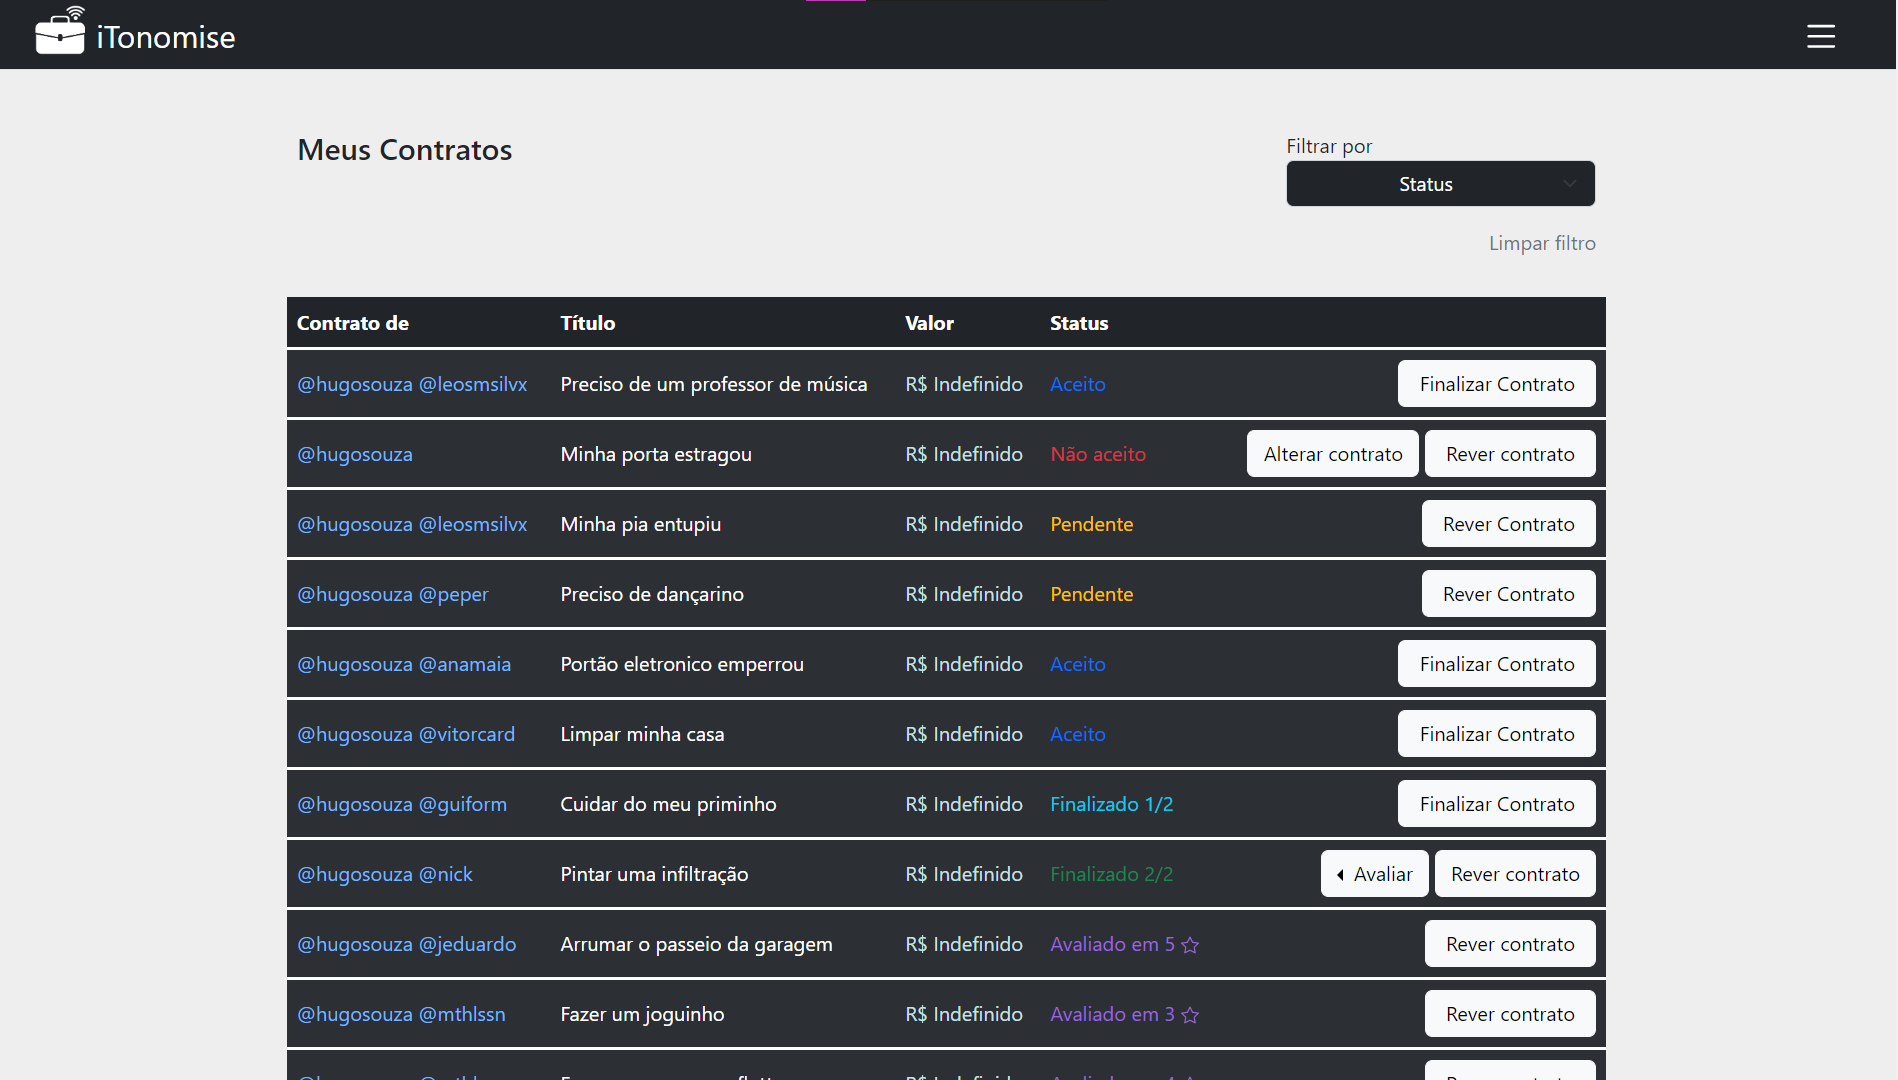 iTonomise
Meus Contratos
Filtrar por
Status
Limpar filtro
Contrato de Título Valor Status
@hugosouza @leosmsilvx Preciso de um professor de música R$ Indefinido Aceito Finalizar Contrato
@hugosouza Minha porta estragou R$ Indefinido Não aceito Alterar contrato Rever contrato
@hugosouza @leosmsilvx Minha pia entupiu R$ Indefinido Pendente Rever Contrato
@hugosouza @peper Preciso de dançarino R$ Indefinido Pendente Rever Contrato
@hugosouza @anamaia Portão eletronico emperrou R$ Indefinido Aceito Finalizar Contrato
@hugosouza @vitorcard Limpar minha casa R$ Indefinido Aceito Finalizar Contrato
@hugosouza @guiform Cuidar do meu priminho R$ Indefinido Finalizado 1/2 Finalizar Contrato
@hugosouza @nick Pintar uma infiltração R$ Indefinido Finalizado 2/2 Avaliar Rever contrato
@hugosouza @jeduardo Arrumar o passeio da garagem R$ Indefinido Avaliado em 5 Rever contrato
@hugosouza @mthlssn Fazer um joguinho R$ Indefinido Avaliado em 3 Rever contrato